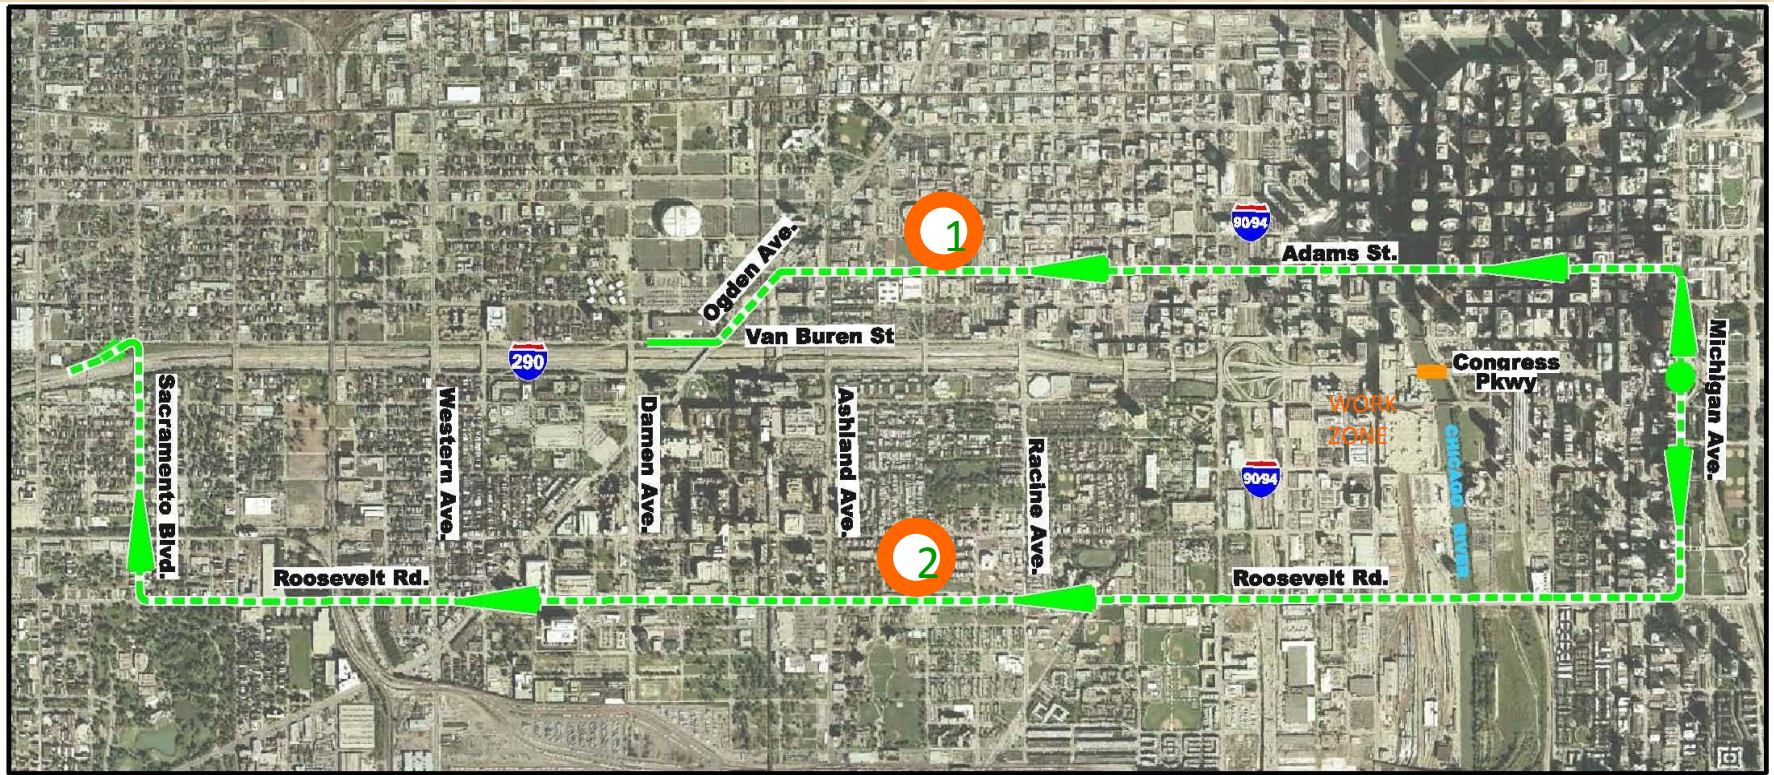 1
90/94
Adams St.
Ogden Ave.
Van Buren St
290
Congress
Pkwy
Michigan Ave.
WORK
ZONE
Sacramento Blvd.
Western Ave.
Damen Ave.
Ashland Ave.
Racine Ave.
CHICAGO RIVER
90/94
2
Roosevelt Rd.
Roosevelt Rd.